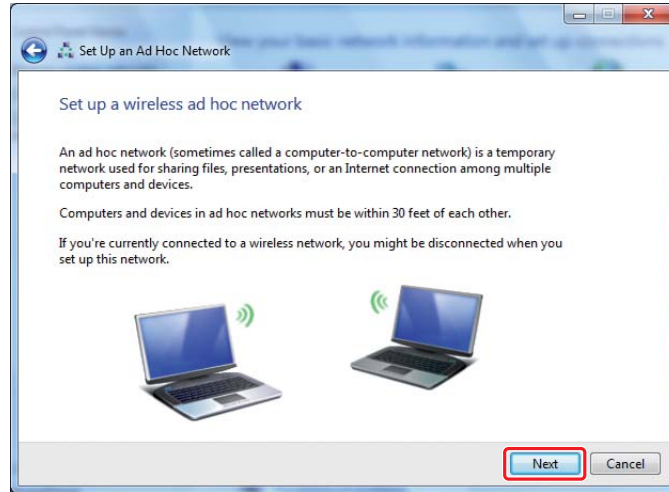 Set Up an Ad Hoc Network
Set up a wireless ad hoc network
An ad hoc network (sometimes called a computer-to-computer network) is a temporary
network used for sharing files, presentations, or an Internet connection among multiple
computers and devices.
Computers and devices in ad hoc networks must be within 30 feet of each other.
If you're currently connected to a wireless network, you might be disconnected when you
set up this network.
Next Cancel